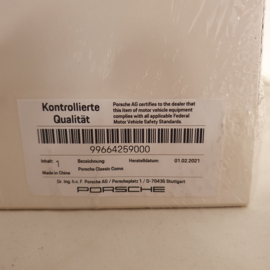 Kontrollierte
Qualität
Porsche AG certifies to the dealer that
this item of motor vehicle equipment
complies with all applicable Federal
Motor Vehicle Safety Standards.
99664259000
Inhalt: 1 Bezeichnung: Herstelldatum: 01.02.2021
Made in China Porsche Classic Comm
Dr. Ing. h.c. F. Porsche AG / Porscheplatz 1 / D-70435 Stuttgart
PORSCHE